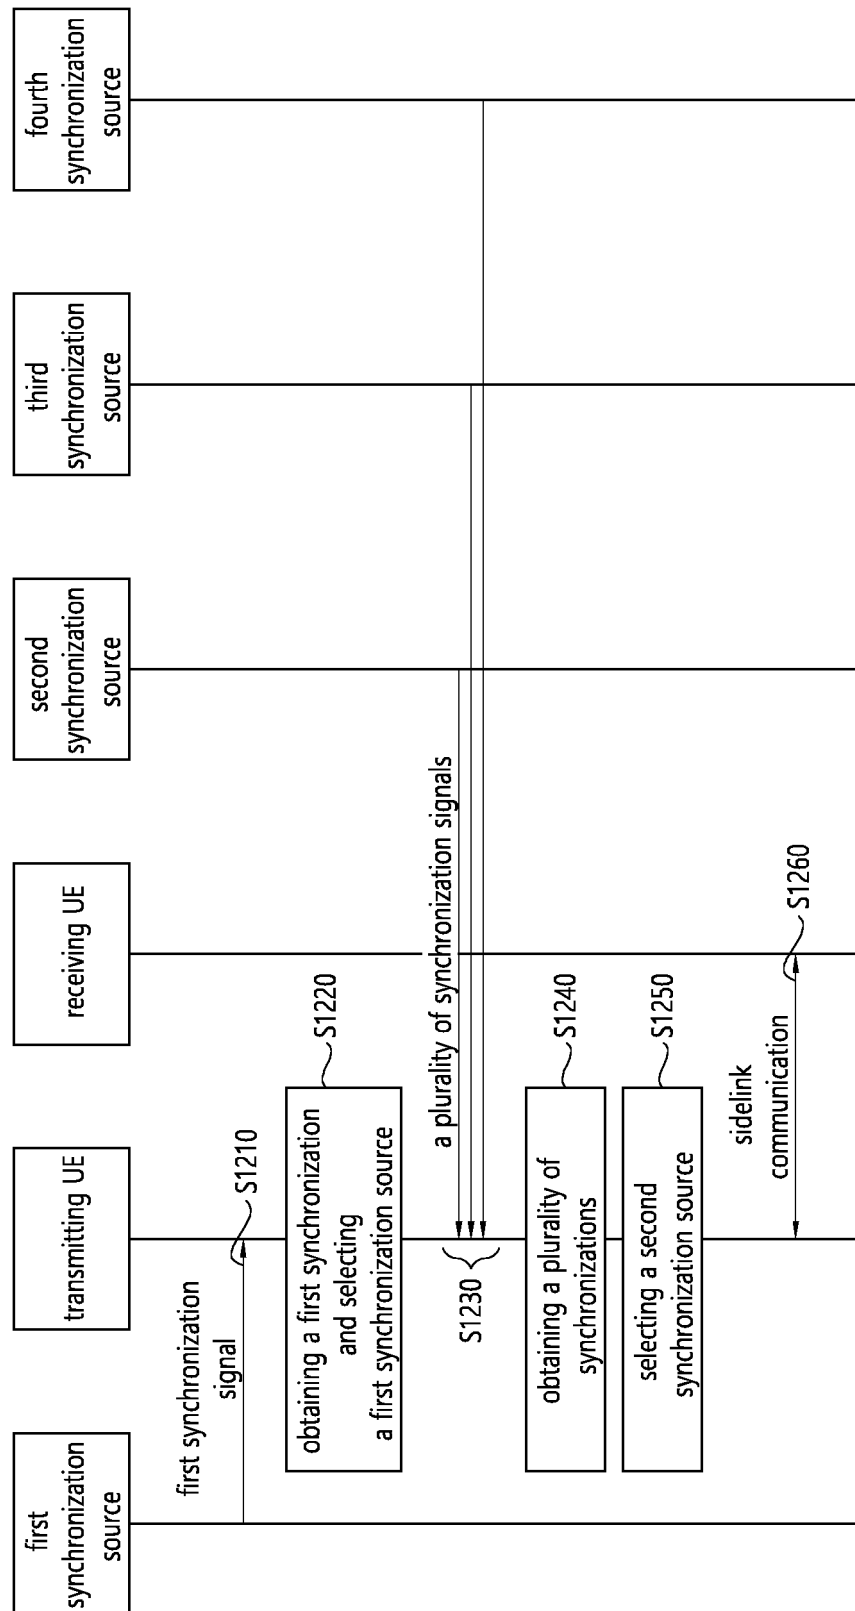 first
synchronization
source
transmitting UE
receiving UE
second
synchronization
source
third
synchronization
source
fourth
synchronization
source
first synchronization
signal
S1210
obtaining a first synchronization
and selecting
a first synchronization source
S1220
a plurality of synchronization signals
S1230
obtaining a plurality of
synchronizations
S1240
selecting a second
synchronization source
S1250
sidelink
communication
S1260